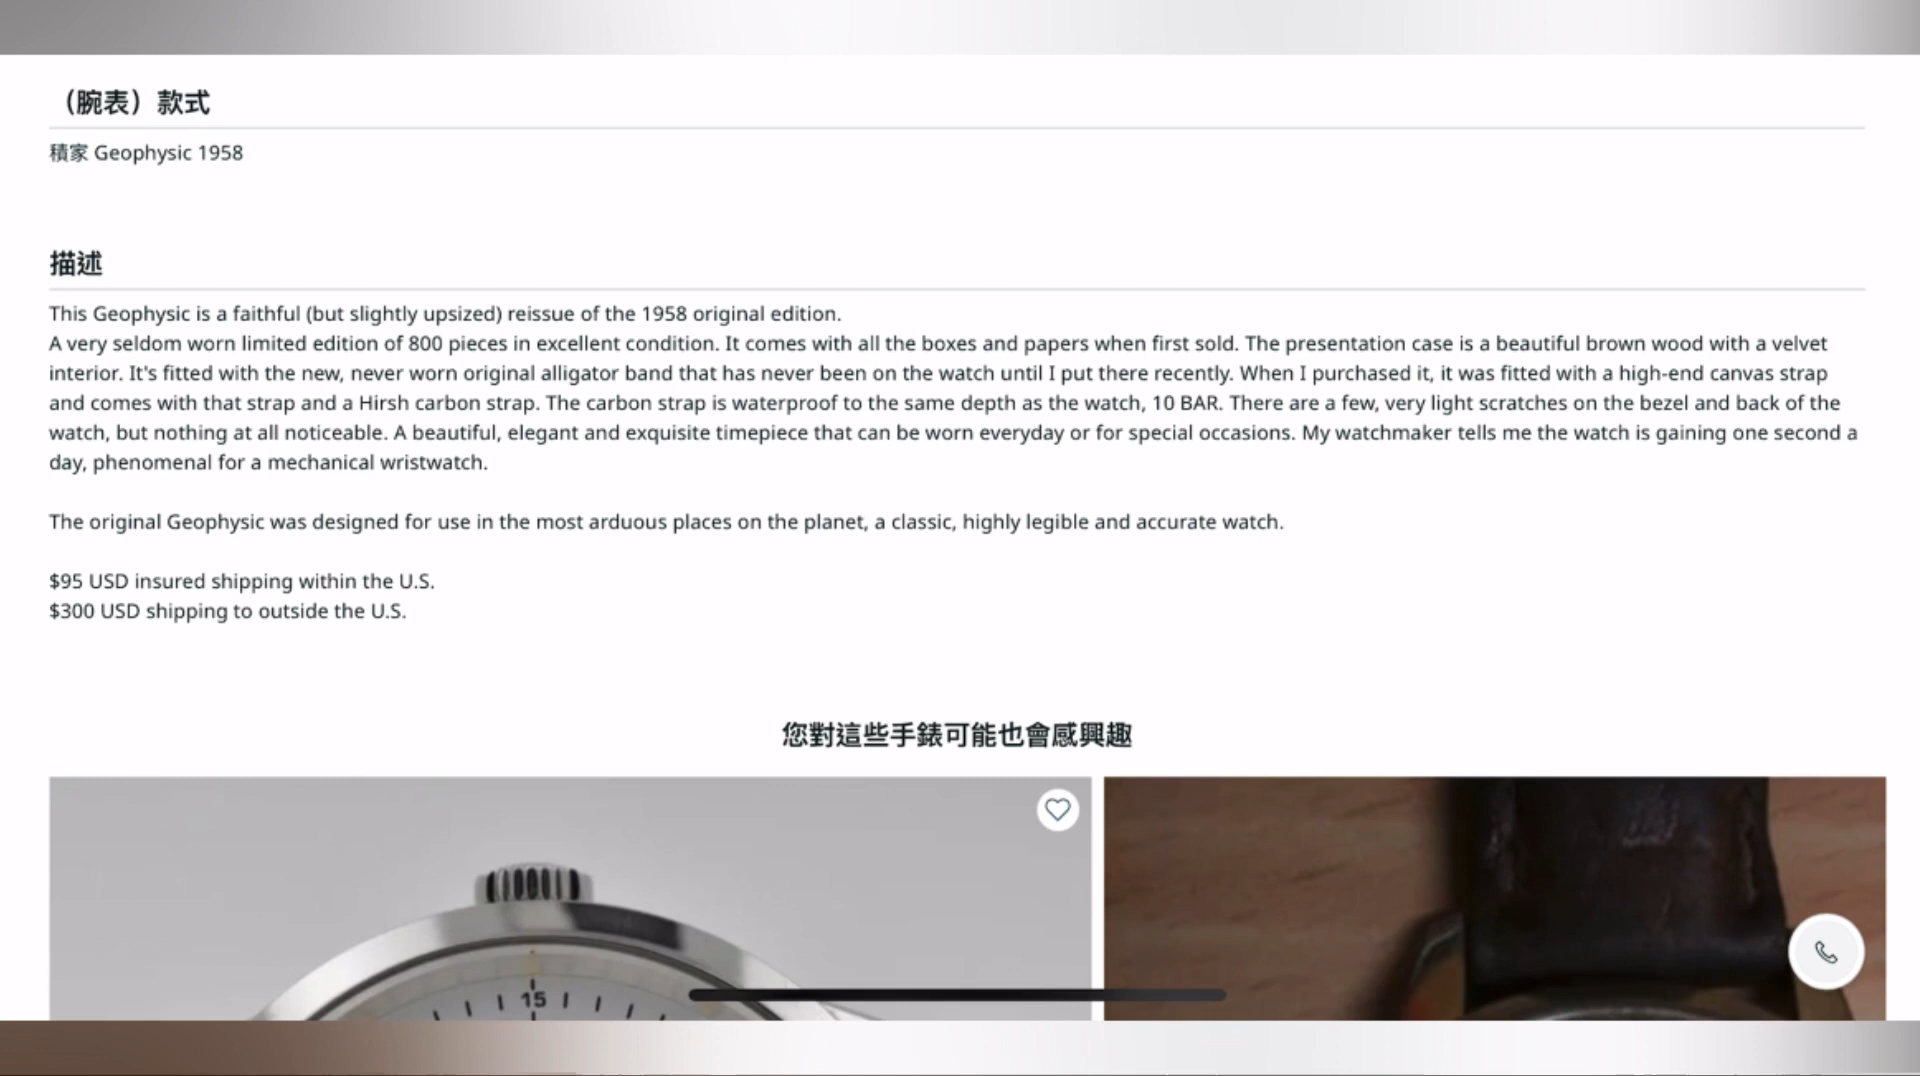 （腕表）款式
積家 Geophysic 1958
描述
This Geophysic is a faithful (but slightly upsized) reissue of the 1958 original edition.
A very seldom worn limited edition of 800 pieces in excellent condition. It comes with all the boxes and papers when first sold. The presentation case is a beautiful brown wood with a velvet
interior. It's fitted with the new, never worn original alligator band that has never been on the watch until I put there recently. When I purchased it, it was fitted with a high-end canvas strap
and comes with that strap and a Hirsh carbon strap. The carbon strap is waterproof to the same depth as the watch, 10 BAR. There are a few, very light scratches on the bezel and back of the
watch, but nothing at all noticeable. A beautiful, elegant and exquisite timepiece that can be worn everyday or for special occasions. My watchmaker tells me the watch is gaining one second a
day, phenomenal for a mechanical wristwatch.
The original Geophysic was designed for use in the most arduous places on the planet, a classic, highly legible and accurate watch.
$95 USD insured shipping within the U.S.
$300 USD shipping to outside the U.S.
您對這些手錶可能也會感興趣
15